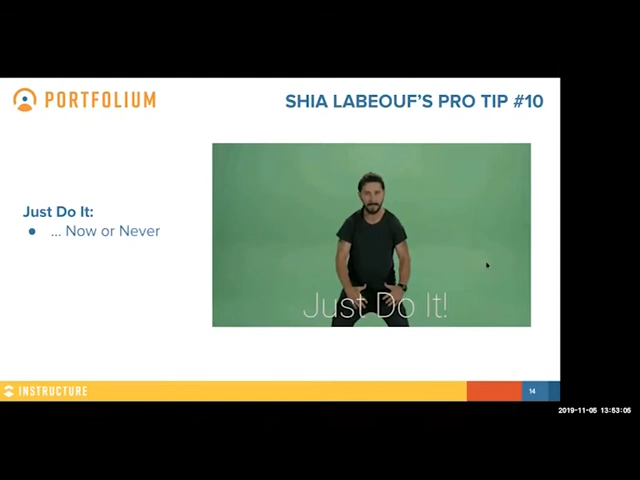 PORTFOLIUM
SHIA LABEOUF'S PRO TIP #10
Just Do It:
● ... Now or Never
Just Do It!
INSTRUCTURE
14
2019-11-05 13:53:05